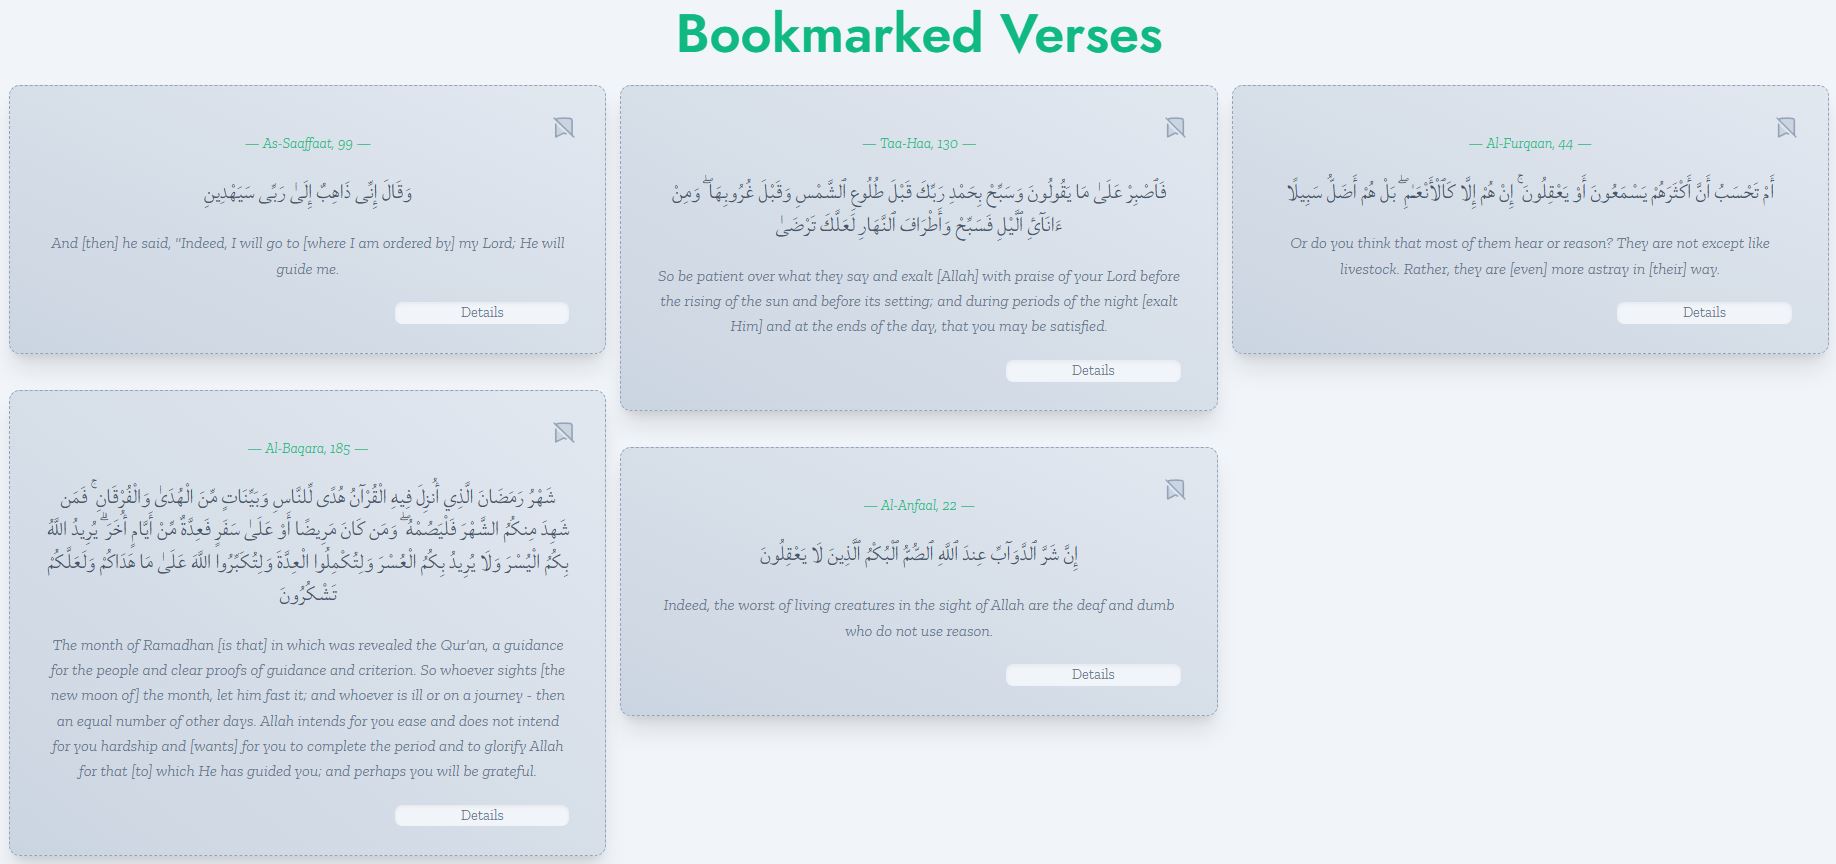 Bookmarked Verses
— As-Saaffaat, 99 —
وَقَالَ إِنِّى ذَاهِبٌ إِلَىٰ رَبِّى سَيَهْدِينِ
And [then] he said, "Indeed, I will go to [where I am ordered by] my Lord; He will
guide me.
Details
— Al-Baqara, 185 —
شَهْرُ رَمَضَانَ الَّذِي أُنزِلَ فِيهِ الْقُرْآنُ هُدًى لِّلنَّاسِ وَبَيِّنَاتٍ مِّنَ الْهُدَىٰ وَالْفُرْقَانِ ۚ فَمَن
شَهِدَ مِنكُمُ الشَّهْرَ فَلْيَصُمْهُ ۖ وَمَن كَانَ مَرِيضًا أَوْ عَلَىٰ سَفَرٍ فَعِدَّةٌ مِّنْ أَيَّامٍ أُخَرَ ۗ يُرِيدُ اللَّهُ
بِكُمُ الْيُسْرَ وَلَا يُرِيدُ بِكُمُ الْعُسْرَ وَلِتُكْمِلُوا الْعِدَّةَ وَلِتُكَبِّرُوا اللَّهَ عَلَىٰ مَا هَدَاكُمْ وَلَعَلَّكُمْ
تَشْكُرُونَ
The month of Ramadhan [is that] in which was revealed the Qur'an, a guidance
for the people and clear proofs of guidance and criterion. So whoever sights [the
new moon of] the month, let him fast it; and whoever is ill or on a journey - then
an equal number of other days. Allah intends for you ease and does not intend
for you hardship and [wants] for you to complete the period and to glorify Allah
for that [to] which He has guided you; and perhaps you will be grateful.
Details
— Taa-Haa, 130 —
فَٱصْبِرْ عَلَىٰ مَا يَقُولُونَ وَسَبِّحْ بِحَمْدِ رَبِّكَ قَبْلَ طُلُوعِ ٱلشَّمْسِ وَقَبْلَ غُرُوبِهَا ۖ وَمِنْ
ءَانَآئِ ٱلَّيْلِ فَسَبِّحْ وَأَطْرَافَ ٱلنَّهَارِ لَعَلَّكَ تَرْضَىٰ
So be patient over what they say and exalt [Allah] with praise of your Lord before
the rising of the sun and before its setting; and during periods of the night [exalt
Him] and at the ends of the day, that you may be satisfied.
Details
— Al-Anfaal, 22 —
إِنَّ شَرَّ ٱلدَّوَآبِّ عِندَ ٱللَّهِ ٱلصُّمُّ ٱلْبُكْمُ ٱلَّذِينَ لَا يَعْقِلُونَ
Indeed, the worst of living creatures in the sight of Allah are the deaf and dumb
who do not use reason.
Details
— Al-Furqaan, 44 —
أَمْ تَحْسَبُ أَنَّ أَكْثَرَهُمْ يَسْمَعُونَ أَوْ يَعْقِلُونَ ۚ إِنْ هُمْ إِلَّا كَٱلْأَنْعَٰمِ ۖ بَلْ هُمْ أَضَلُّ سَبِيلًا
Or do you think that most of them hear or reason? They are not except like
livestock. Rather, they are [even] more astray in [their] way.
Details